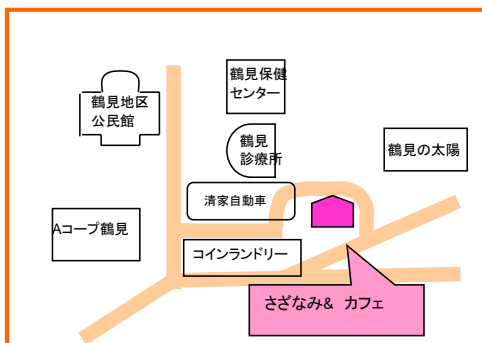 鶴見保健
センター
鶴見地区
公民館
鶴見
診療所
鶴見の太陽
清家自動車
Aコープ鶴見
コインランドリー
さざなみ& カフェ